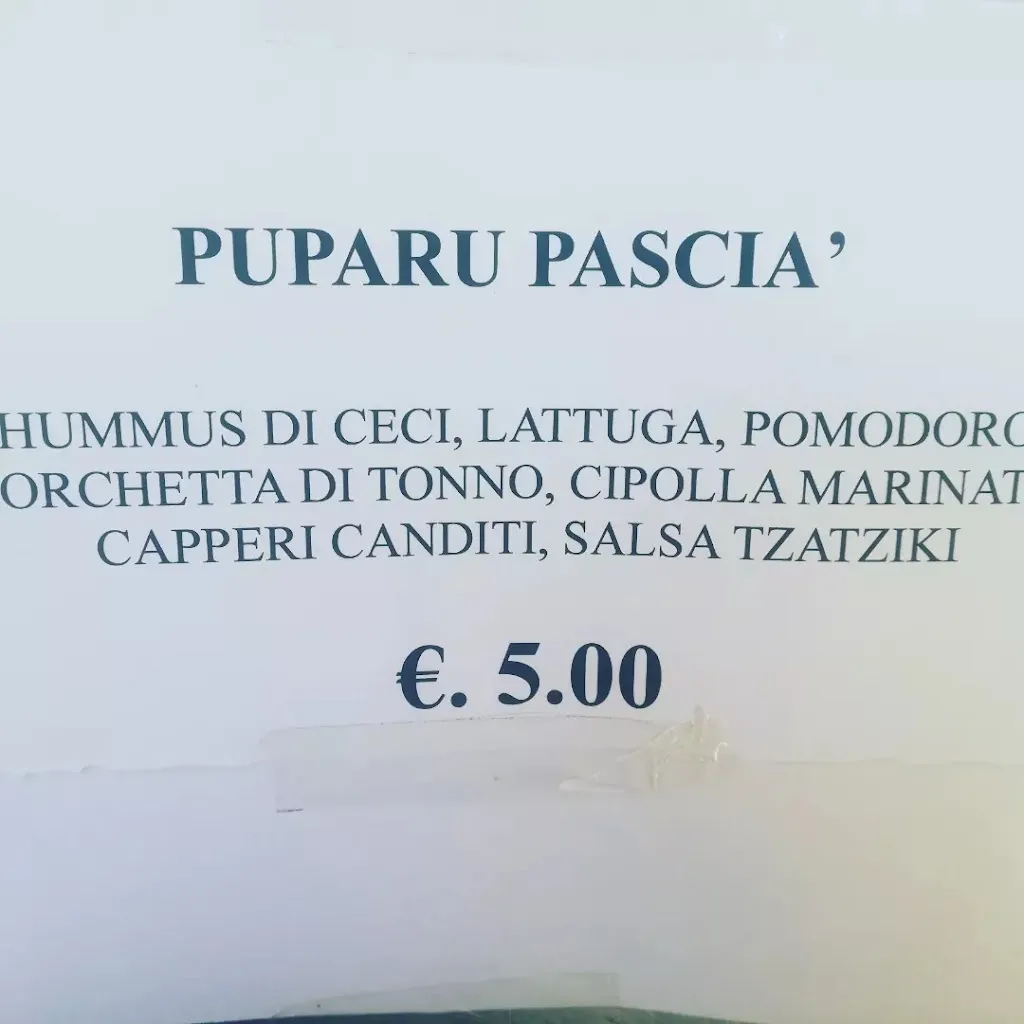 PUPARU PASCIA’
HUMMUS DI CECI, LATTUGA, POMODORO
ORCHETTA DI TONNO, CIPOLLA MARINAT
CAPPERI CANDITI, SALSA TZATZIKI
€. 5.00